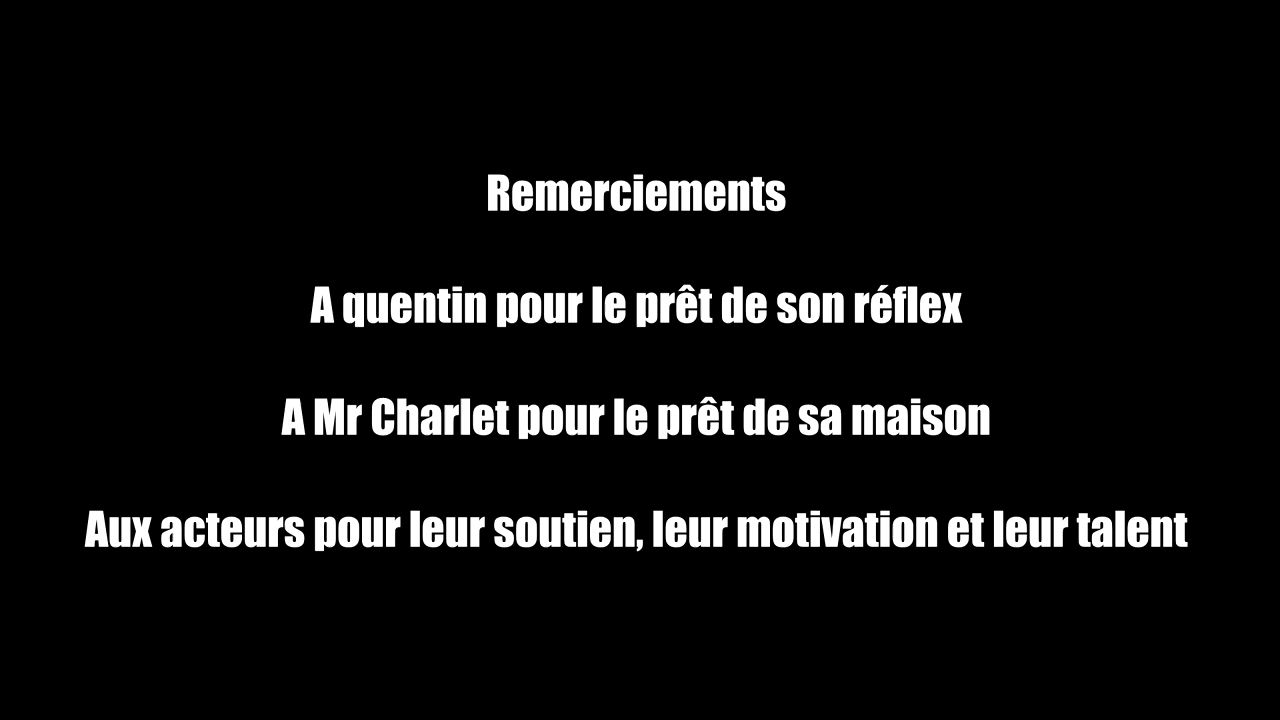 Remerciements
A quentin pour le prêt de son réflex
A Mr Charlet pour le prêt de sa maison
Aux acteurs pour leur soutien, leur motivation et leur talent